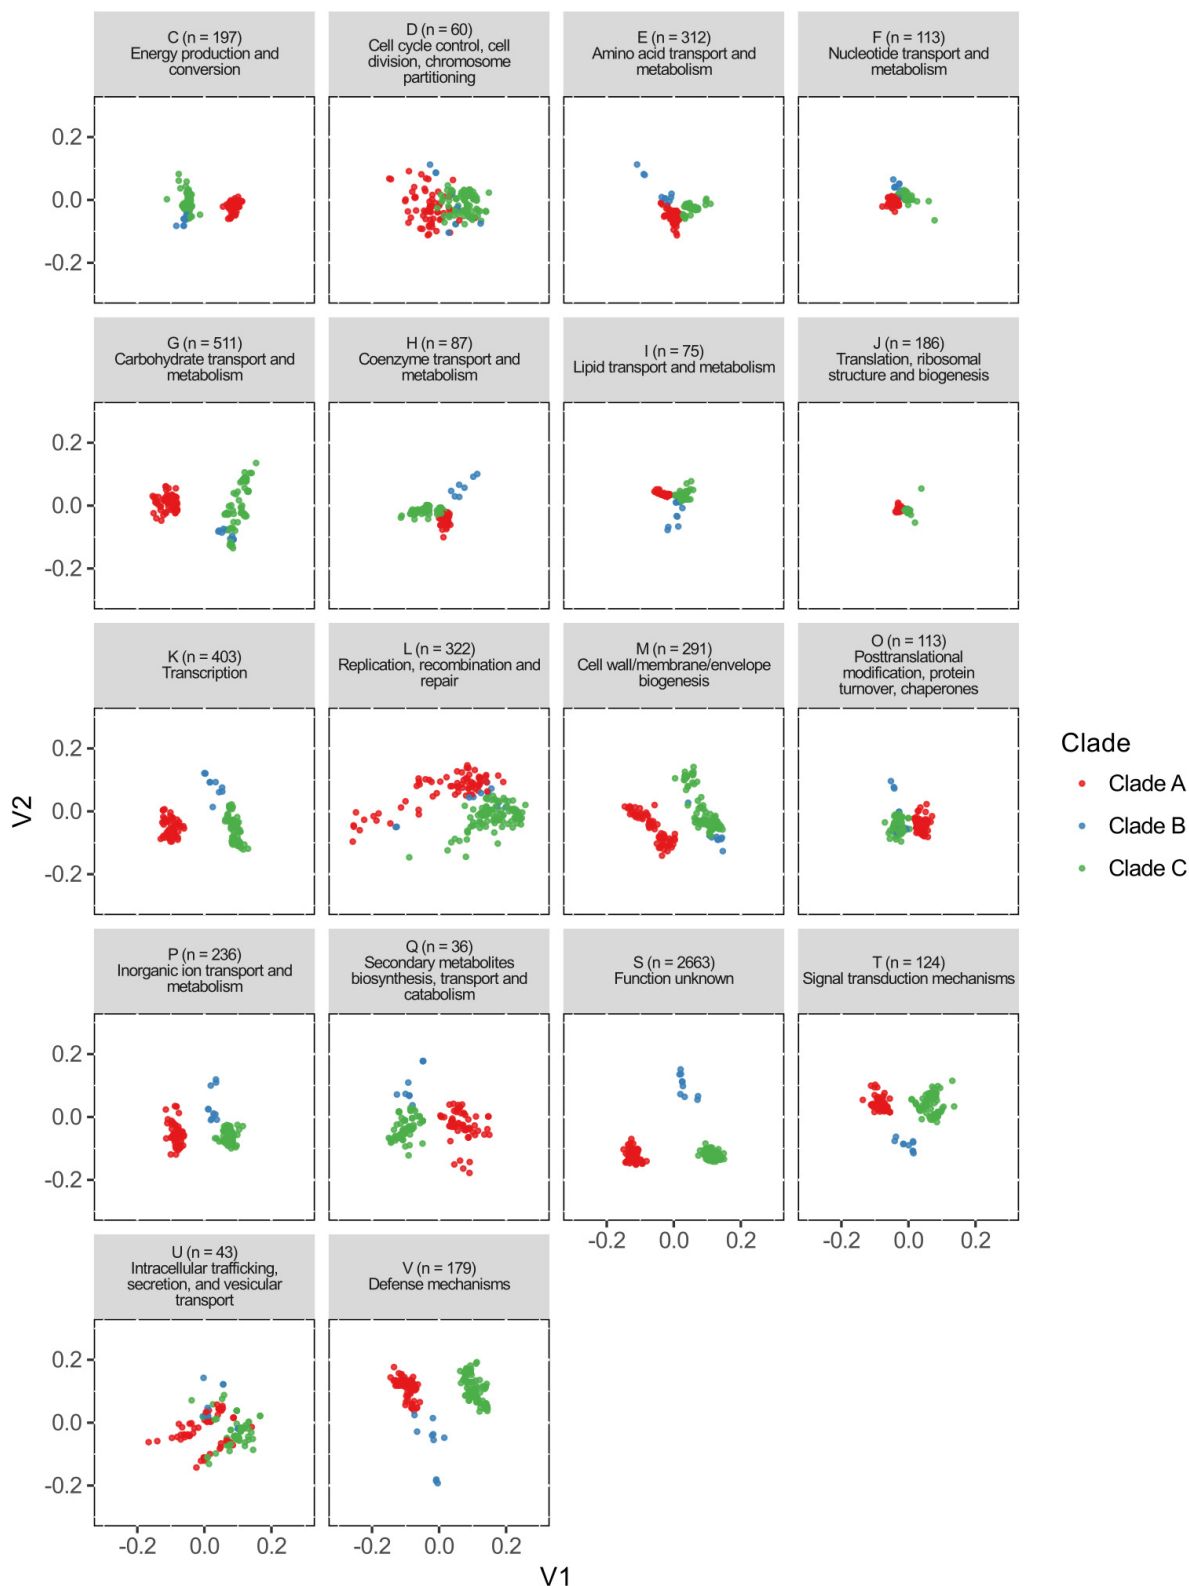 C (n = 197)
Energy production and
conversion
D (n = 60)
Cell cycle control, cell
division, chromosome
partitioning
E (n = 312)
Amino acid transport and
metabolism
F (n = 113)
Nucleotide transport and
metabolism
0.2
0.0
-0.2
G (n = 511)
Carbohydrate transport and
metabolism
H (n = 87)
Coenzyme transport and
metabolism
I (n = 75)
Lipid transport and metabolism
J (n = 186)
Translation, ribosomal
structure and biogenesis
0.2
0.0
-0.2
K (n = 403)
Transcription
L (n = 322)
Replication, recombination and
repair
M (n = 291)
Cell wall/membrane/envelope
biogenesis
O (n = 113)
Posttranslational
modification, protein
turnover, chaperones
0.2
0.0
-0.2
V2
Clade
Clade A
Clade B
Clade C
P (n = 236)
Inorganic ion transport and
metabolism
Q (n = 36)
Secondary metabolites
biosynthesis, transport and
catabolism
S (n = 2663)
Function unknown
T (n = 124)
Signal transduction mechanisms
0.2
0.0
-0.2
-0.2 0.0 0.2
-0.2 0.0 0.2
U (n = 43)
Intracellular trafficking,
secretion, and vesicular
transport
V (n = 179)
Defense mechanisms
0.2
0.0
-0.2
-0.2 0.0 0.2
-0.2 0.0 0.2
V1